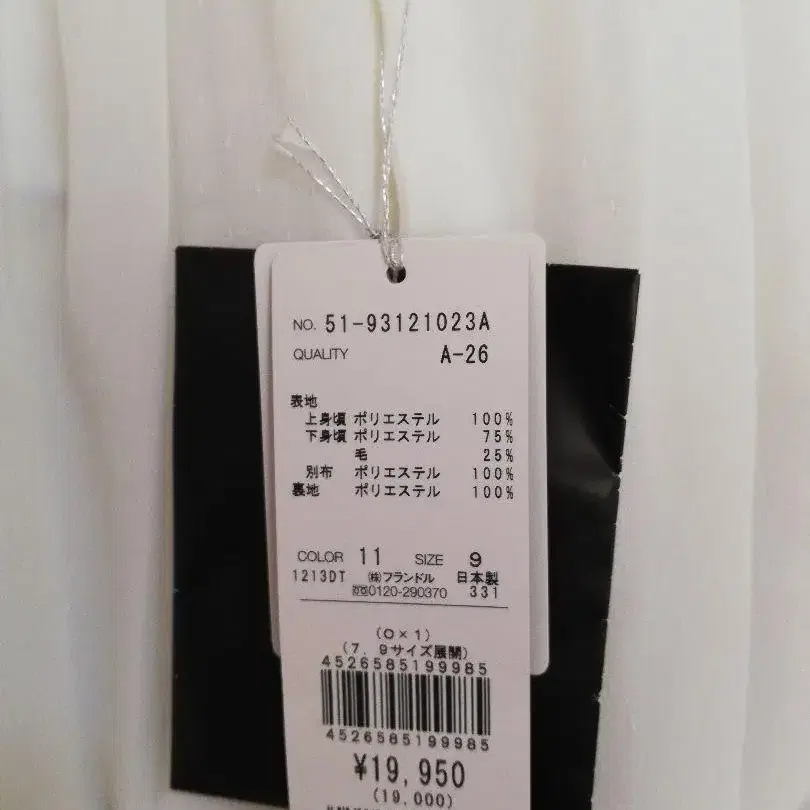 NO. 51-93121023A
QUALITY A-26
表地
上身頃 ポリエステル 100%
下身頃 ポリエステル 75%
毛 25%
別布 ポリエステル 100%
裏地 ポリエステル 100%
COLOR 11 SIZE 9
1213DT ㈱フランドル 日本製
0120-290370 331
(0×1)
(7,9サイズ展開)
4526585199985
4526585199985
¥19,950
(19,000)